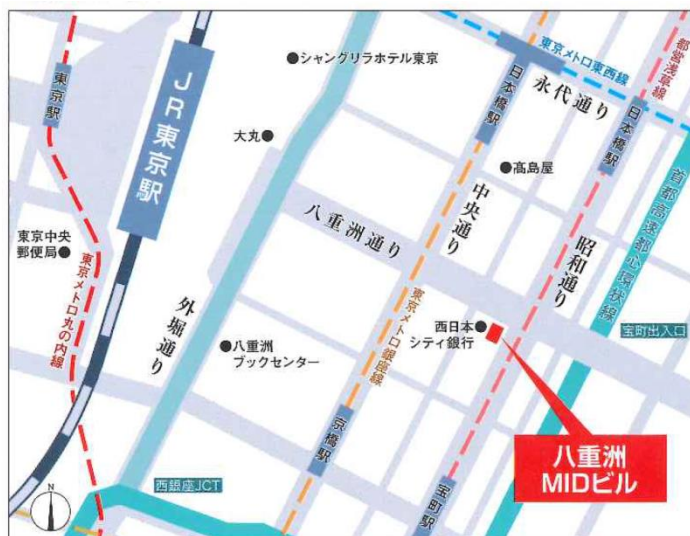 シャングリラホテル東京
東京メトロ東西線
都営浅草線
東京駅
JR東京駅
日本橋駅
永代通り
日本橋駅
大丸
髙島屋
首都高速都心環状線
中央通り
八重洲通り
昭和通り
東京中央
郵便局
東京メトロ丸の内線
外堀通り
東京メトロ銀座線
西日本
シティ銀行
宝町出入口
八重洲
ブックセンター
京橋駅
宝町駅
八重洲
MIDビル
西銀座JCT
N